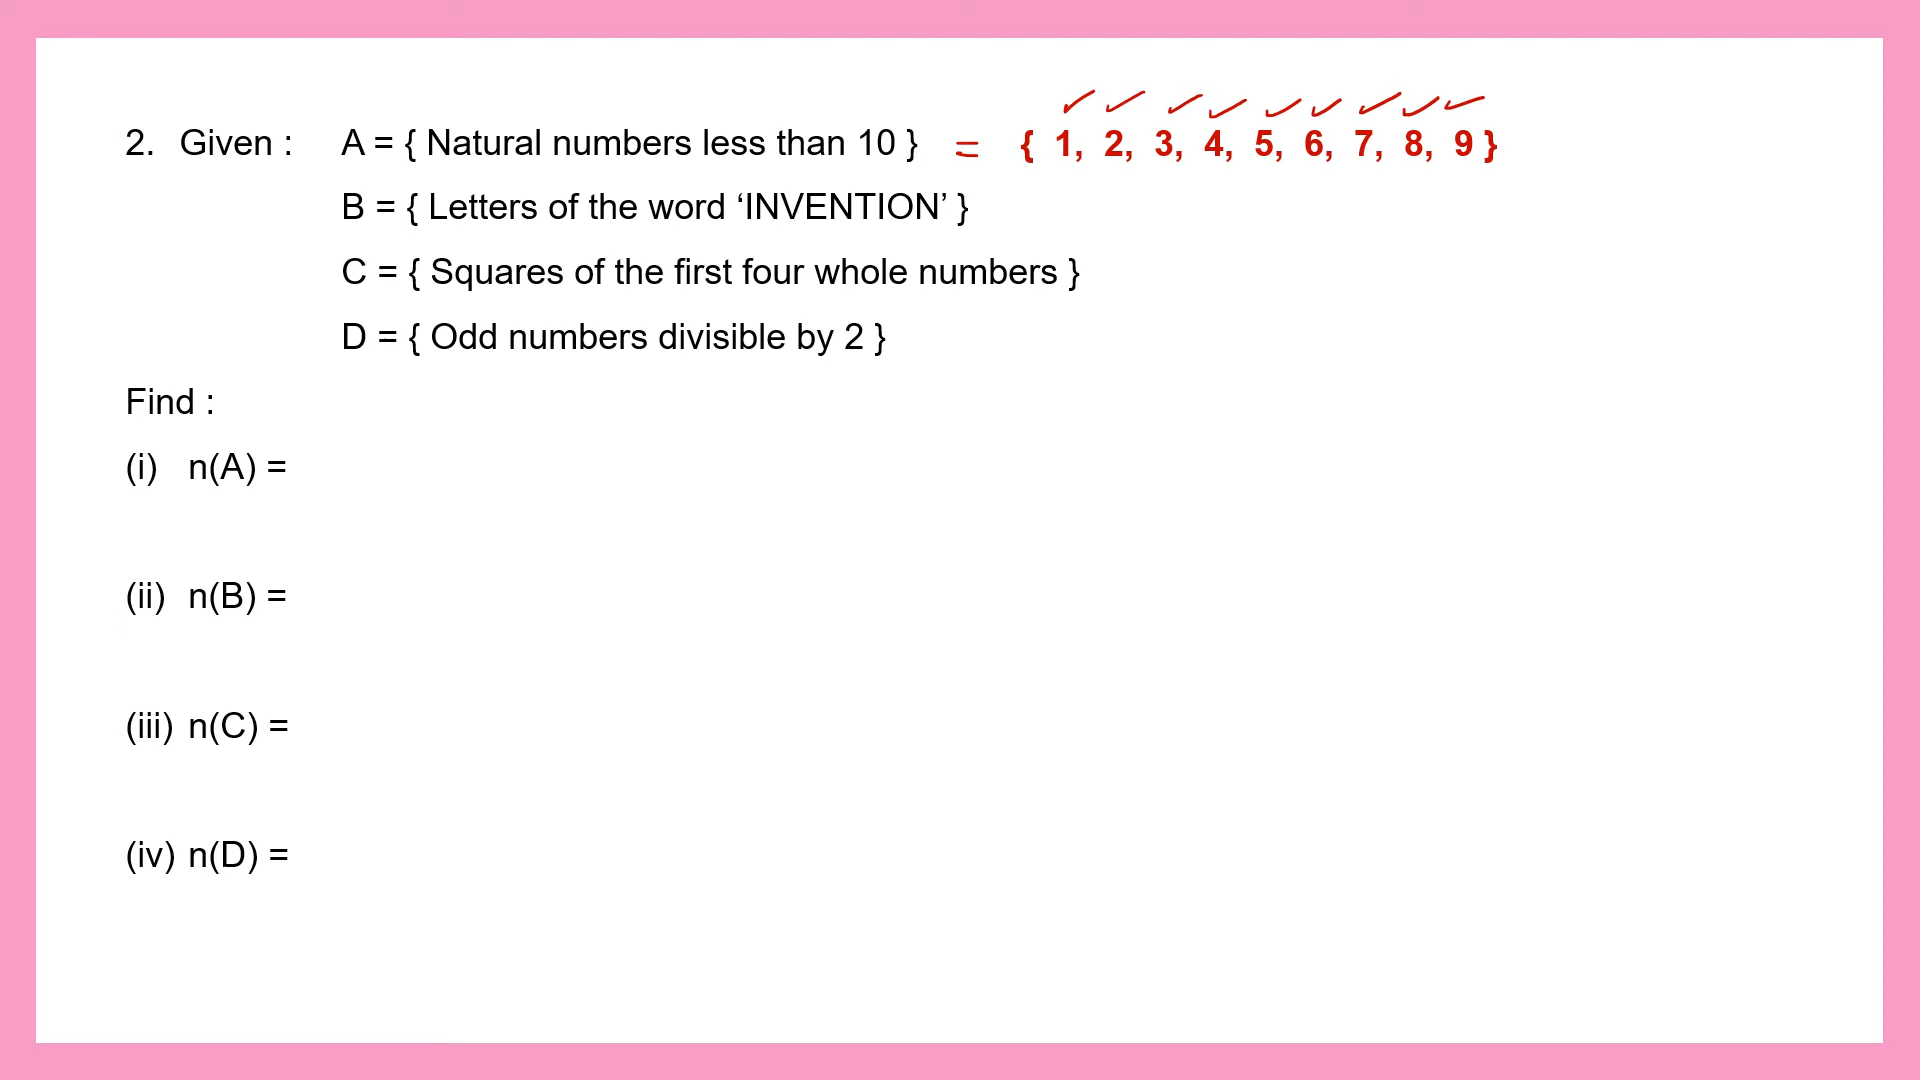 2. Given : A = { Natural numbers less than 10 } = { 1, 2, 3, 4, 5, 6, 7, 8, 9 }
B = { Letters of the word ‘INVENTION’ }
C = { Squares of the first four whole numbers }
D = { Odd numbers divisible by 2 }
Find :
(i) n(A) =
(ii) n(B) =
(iii) n(C) =
(iv) n(D) =